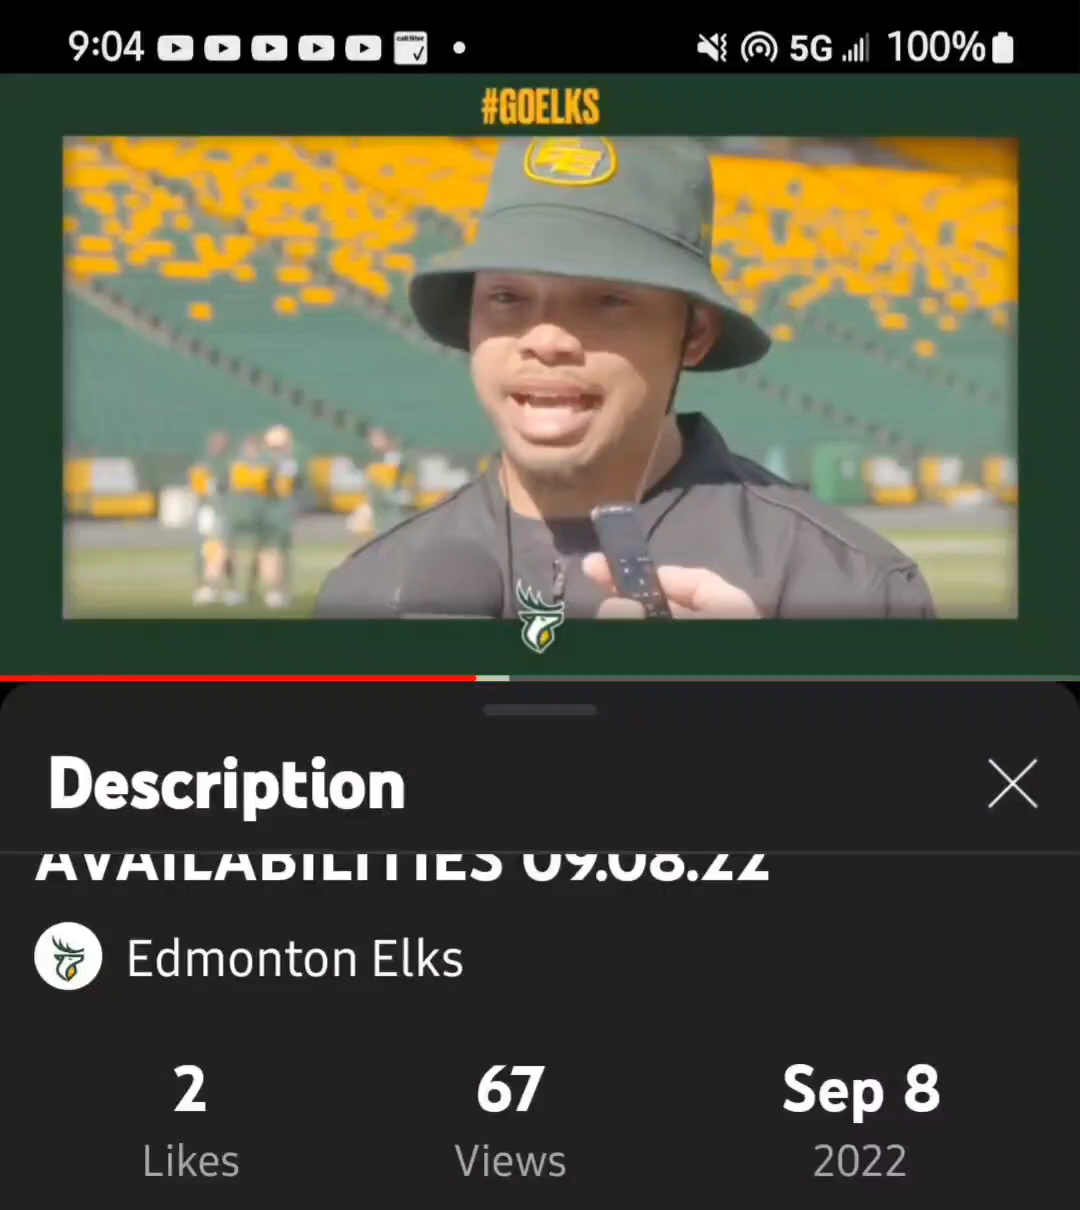 9:04 5G 100%
#GOELKS
Description
AVAILABILITIES 09.08.22
Edmonton Elks
2 67 Sep 8
Likes Views 2022